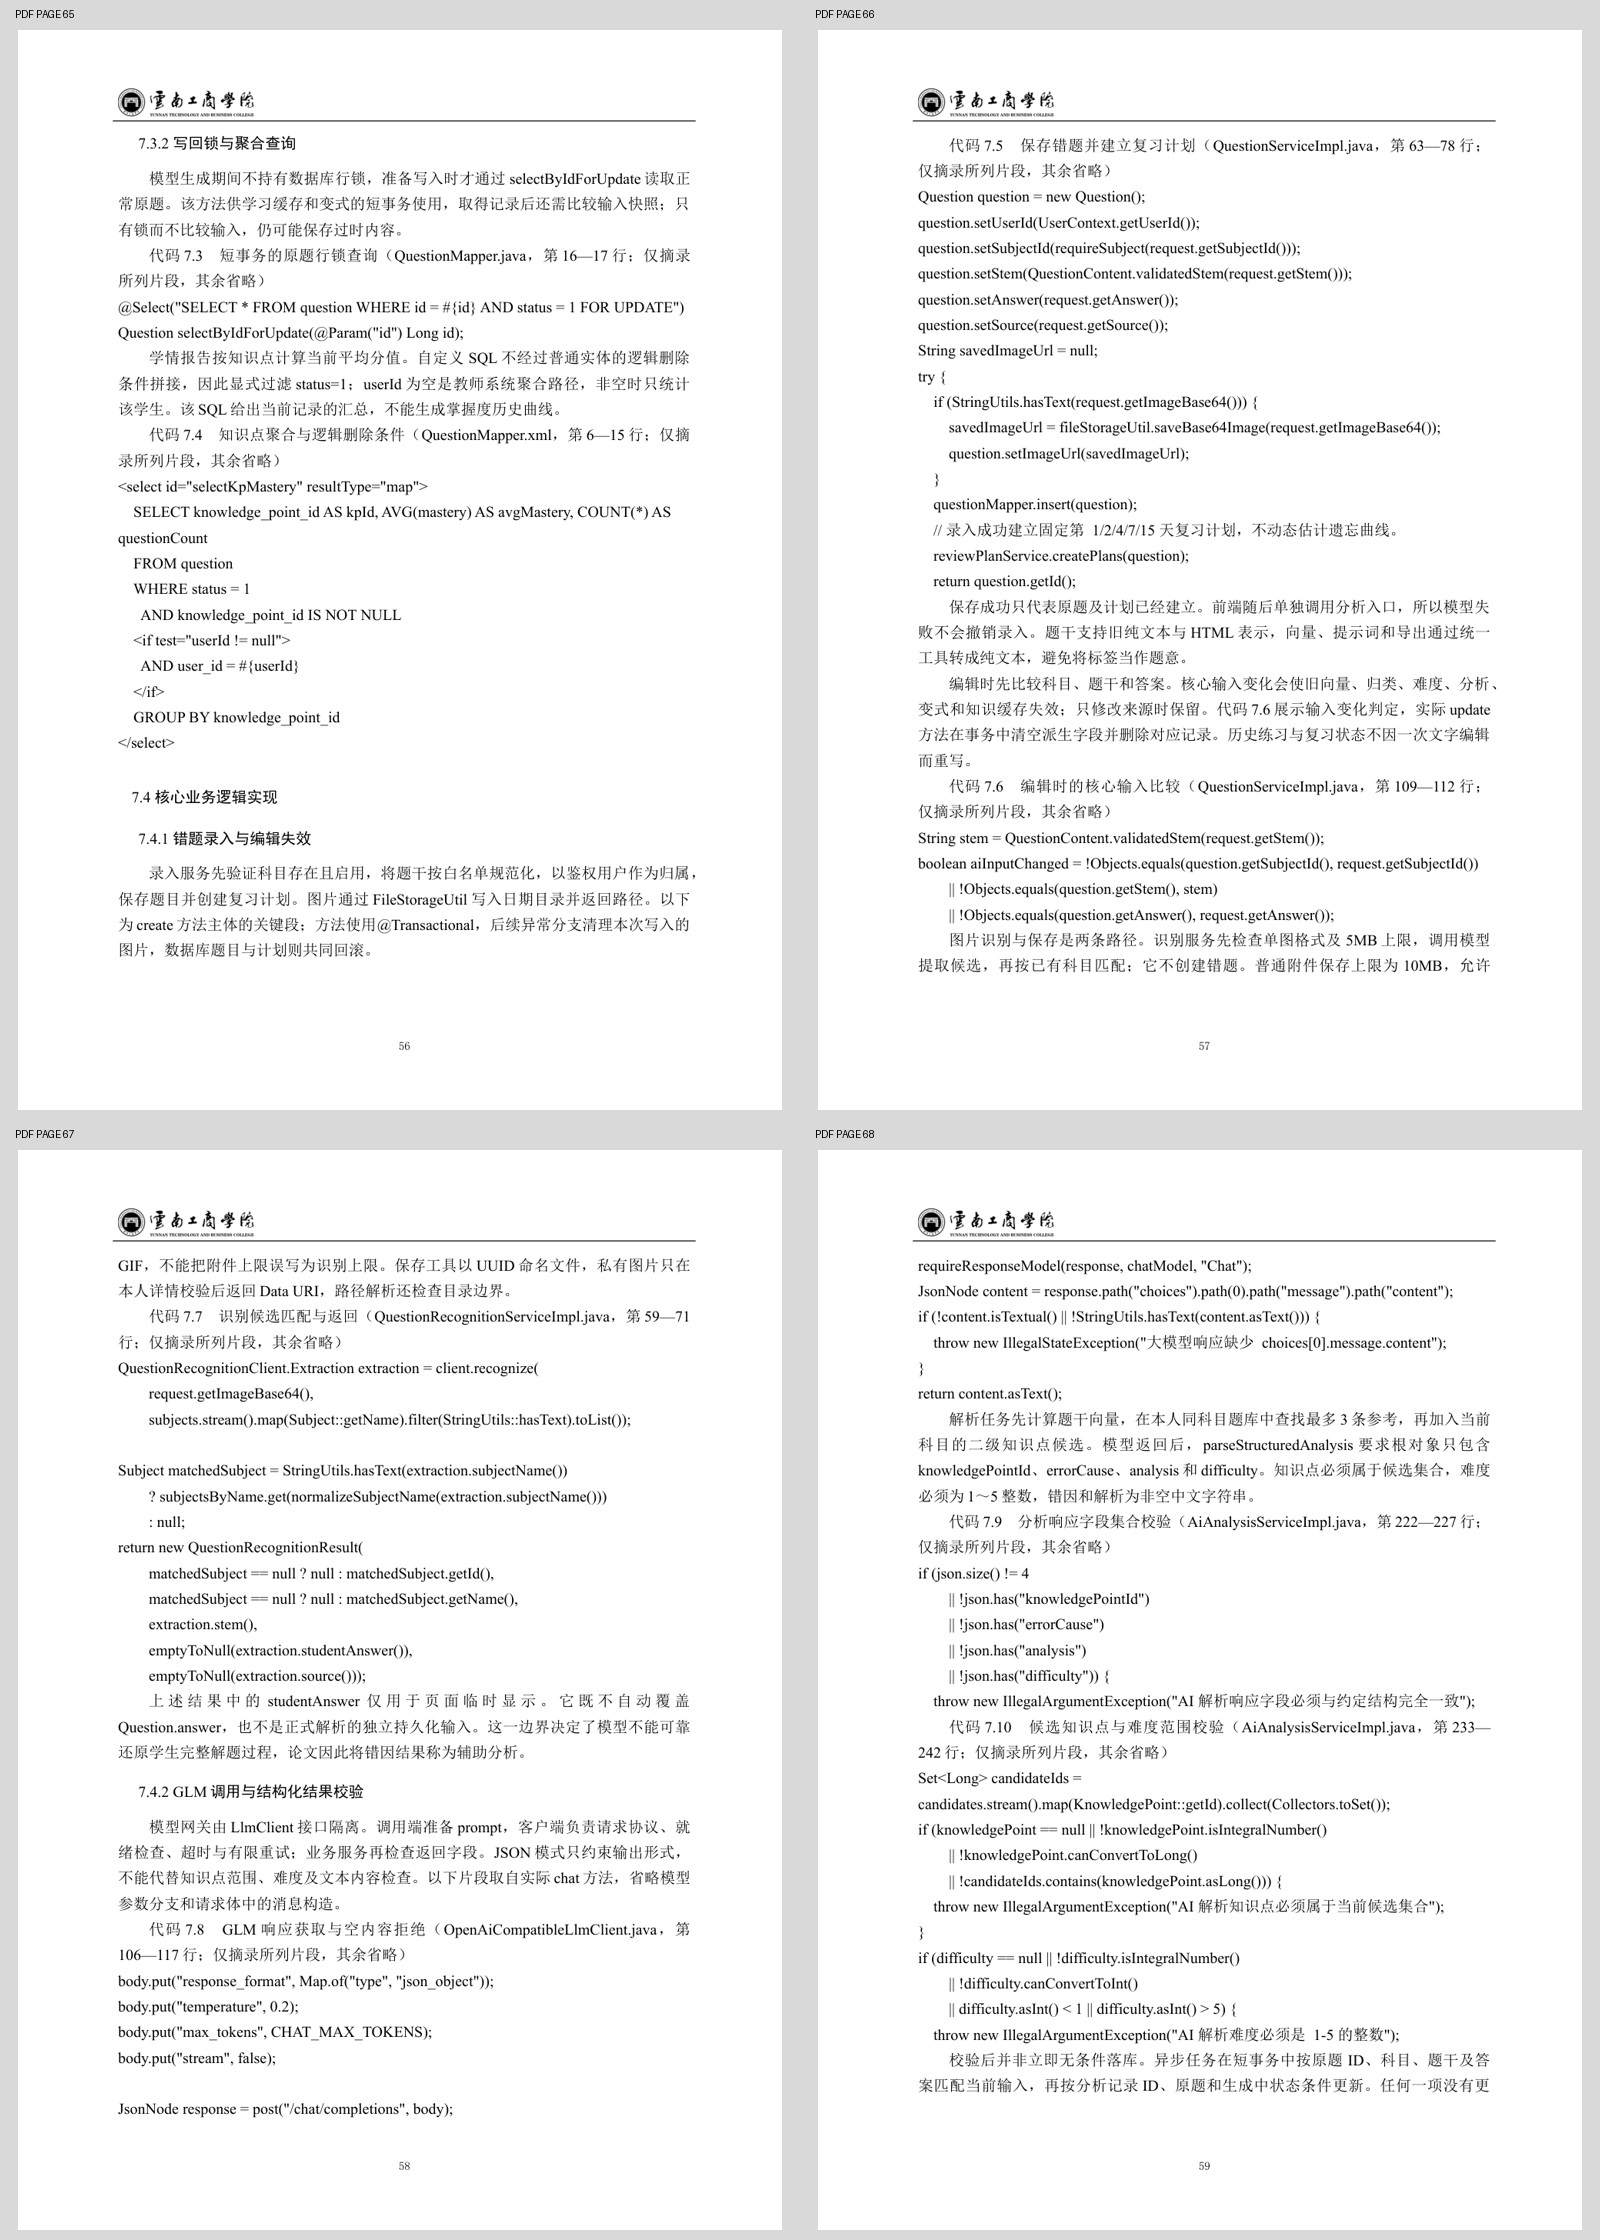 PDF PAGE 65
雲南工商學院
YUNNAN TECHNOLOGY AND BUSINESS COLLEGE
7.3.2 写回锁与聚合查询
模型生成期间不持有数据库行锁，准备写入时才通过 selectByIdForUpdate 读取正
常原题。该方法供学习缓存和变式的短事务使用，取得记录后还需比较输入快照；只
有锁而不比较输入，仍可能保存过时内容。
代码 7.3 短事务的原题行锁查询（QuestionMapper.java，第 16—17 行；仅摘录
所列片段，其余省略）
@Select("SELECT * FROM question WHERE id = #{id} AND status = 1 FOR UPDATE")
Question selectByIdForUpdate(@Param("id") Long id);
学情报告按知识点计算当前平均分值。自定义 SQL 不经过普通实体的逻辑删除
条件拼接，因此显式过滤 status=1；userId 为空是教师系统聚合路径，非空时只统计
该学生。该 SQL 给出当前记录的汇总，不能生成掌握度历史曲线。
代码 7.4 知识点聚合与逻辑删除条件（QuestionMapper.xml，第 6—15 行；仅摘
录所列片段，其余省略）
<select id="selectKpMastery" resultType="map">
SELECT knowledge_point_id AS kpId, AVG(mastery) AS avgMastery, COUNT(*) AS
questionCount
FROM question
WHERE status = 1
AND knowledge_point_id IS NOT NULL
<if test="userId != null">
AND user_id = #{userId}
</if>
GROUP BY knowledge_point_id
</select>
7.4 核心业务逻辑实现
7.4.1 错题录入与编辑失效
录入服务先验证科目存在且启用，将题干按白名单规范化，以鉴权用户作为归属，
保存题目并创建复习计划。图片通过 FileStorageUtil 写入日期目录并返回路径。以下
为 create 方法主体的关键段；方法使用@Transactional，后续异常分支清理本次写入的
图片，数据库题目与计划则共同回滚。
56
PDF PAGE 66
雲南工商學院
YUNNAN TECHNOLOGY AND BUSINESS COLLEGE
代码 7.5 保存错题并建立复习计划（QuestionServiceImpl.java，第 63—78 行；
仅摘录所列片段，其余省略）
Question question = new Question();
question.setUserId(UserContext.getUserId());
question.setSubjectId(requireSubject(request.getSubjectId()));
question.setStem(QuestionContent.validatedStem(request.getStem()));
question.setAnswer(request.getAnswer());
question.setSource(request.getSource());
String savedImageUrl = null;
try {
if (StringUtils.hasText(request.getImageBase64())) {
savedImageUrl = fileStorageUtil.saveBase64Image(request.getImageBase64());
question.setImageUrl(savedImageUrl);
}
questionMapper.insert(question);
// 录入成功建立固定第 1/2/4/7/15 天复习计划，不动态估计遗忘曲线。
reviewPlanService.createPlans(question);
return question.getId();
保存成功只代表原题及计划已经建立。前端随后单独调用分析入口，所以模型失
败不会撤销录入。题干支持旧纯文本与 HTML 表示，向量、提示词和导出通过统一
工具转成纯文本，避免将标签当作题意。
编辑时先比较科目、题干和答案。核心输入变化会使旧向量、归类、难度、分析、
变式和知识缓存失效；只修改来源时保留。代码 7.6 展示输入变化判定，实际 update
方法在事务中清空派生字段并删除对应记录。历史练习与复习状态不因一次文字编辑
而重写。
代码 7.6 编辑时的核心输入比较（QuestionServiceImpl.java，第 109—112 行；
仅摘录所列片段，其余省略）
String stem = QuestionContent.validatedStem(request.getStem());
boolean aiInputChanged = !Objects.equals(question.getSubjectId(), request.getSubjectId())
|| !Objects.equals(question.getStem(), stem)
|| !Objects.equals(question.getAnswer(), request.getAnswer());
图片识别与保存是两条路径。识别服务先检查单图格式及 5MB 上限，调用模型
提取候选，再按已有科目匹配；它不创建错题。普通附件保存上限为 10MB，允许
57
PDF PAGE 67
雲南工商學院
YUNNAN TECHNOLOGY AND BUSINESS COLLEGE
GIF，不能把附件上限误写为识别上限。保存工具以 UUID 命名文件，私有图片只在
本人详情校验后返回 Data URI，路径解析还检查目录边界。
代码 7.7 识别候选匹配与返回（QuestionRecognitionServiceImpl.java，第 59—71
行；仅摘录所列片段，其余省略）
QuestionRecognitionClient.Extraction extraction = client.recognize(
request.getImageBase64(),
subjects.stream().map(Subject::getName).filter(StringUtils::hasText).toList());
Subject matchedSubject = StringUtils.hasText(extraction.subjectName())
? subjectsByName.get(normalizeSubjectName(extraction.subjectName()))
: null;
return new QuestionRecognitionResult(
matchedSubject == null ? null : matchedSubject.getId(),
matchedSubject == null ? null : matchedSubject.getName(),
extraction.stem(),
emptyToNull(extraction.studentAnswer()),
emptyToNull(extraction.source()));
上述结果中的 studentAnswer 仅用于页面临时显示。它既不自动覆盖
Question.answer，也不是正式解析的独立持久化输入。这一边界决定了模型不能可靠
还原学生完整解题过程，论文因此将错因结果称为辅助分析。
7.4.2 GLM 调用与结构化结果校验
模型网关由 LlmClient 接口隔离。调用端准备 prompt，客户端负责请求协议、就
绪检查、超时与有限重试；业务服务再检查返回字段。JSON 模式只约束输出形式，
不能代替知识点范围、难度及文本内容检查。以下片段取自实际 chat 方法，省略模型
参数分支和请求体中的消息构造。
代码 7.8 GLM 响应获取与空内容拒绝（OpenAiCompatibleLlmClient.java，第
106—117 行；仅摘录所列片段，其余省略）
body.put("response_format", Map.of("type", "json_object"));
body.put("temperature", 0.2);
body.put("max_tokens", CHAT_MAX_TOKENS);
body.put("stream", false);
JsonNode response = post("/chat/completions", body);
58
PDF PAGE 68
雲南工商學院
YUNNAN TECHNOLOGY AND BUSINESS COLLEGE
requireResponseModel(response, chatModel, "Chat");
JsonNode content = response.path("choices").path(0).path("message").path("content");
if (!content.isTextual() || !StringUtils.hasText(content.asText())) {
throw new IllegalStateException("大模型响应缺少 choices[0].message.content");
}
return content.asText();
解析任务先计算题干向量，在本人同科目题库中查找最多 3 条参考，再加入当前
科目的二级知识点候选。模型返回后，parseStructuredAnalysis 要求根对象只包含
knowledgePointId、errorCause、analysis 和 difficulty。知识点必须属于候选集合，难度
必须为 1～5 整数，错因和解析为非空中文字符串。
代码 7.9 分析响应字段集合校验（AiAnalysisServiceImpl.java，第 222—227 行；
仅摘录所列片段，其余省略）
if (json.size() != 4
|| !json.has("knowledgePointId")
|| !json.has("errorCause")
|| !json.has("analysis")
|| !json.has("difficulty")) {
throw new IllegalArgumentException("AI 解析响应字段必须与约定结构完全一致");
代码 7.10 候选知识点与难度范围校验（AiAnalysisServiceImpl.java，第 233—
242 行；仅摘录所列片段，其余省略）
Set<Long> candidateIds =
candidates.stream().map(KnowledgePoint::getId).collect(Collectors.toSet());
if (knowledgePoint == null || !knowledgePoint.isIntegralNumber()
|| !knowledgePoint.canConvertToLong()
|| !candidateIds.contains(knowledgePoint.asLong())) {
throw new IllegalArgumentException("AI 解析知识点必须属于当前候选集合");
}
if (difficulty == null || !difficulty.isIntegralNumber()
|| !difficulty.canConvertToInt()
|| difficulty.asInt() < 1 || difficulty.asInt() > 5) {
throw new IllegalArgumentException("AI 解析难度必须是 1-5 的整数");
校验后并非立即无条件落库。异步任务在短事务中按原题 ID、科目、题干及答
案匹配当前输入，再按分析记录 ID、原题和生成中状态条件更新。任何一项没有更
59